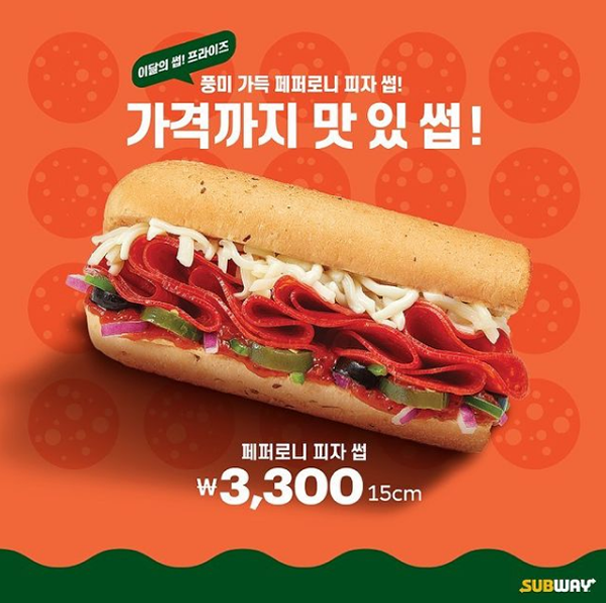 이달의 썹! 프라이즈
풍미 가득 페퍼로니 피자 썹!
가격까지 맛 있 썹!
페퍼로니 피자 썹
₩3,300 15cm
SUBWAY